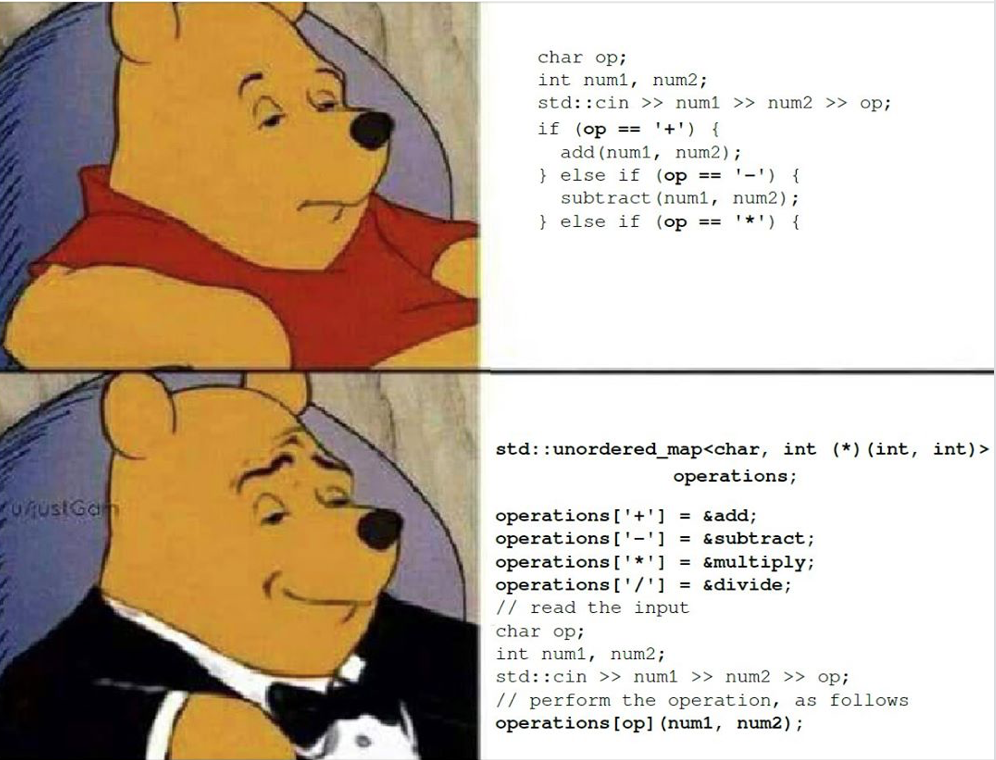 char op;
int num1, num2;
std::cin >> num1 >> num2 >> op;
if (op == '+') {
add(num1, num2);
} else if (op == '-') {
subtract(num1, num2);
} else if (op == '*') {
std::unordered_map<char, int (*)(int, int)>
operations;
u/justGam
operations['+'] = &add;
operations['-'] = &subtract;
operations['*'] = &multiply;
operations['/'] = &divide;
// read the input
char op;
int num1, num2;
std::cin >> num1 >> num2 >> op;
// perform the operation, as follows
operations[op](num1, num2);